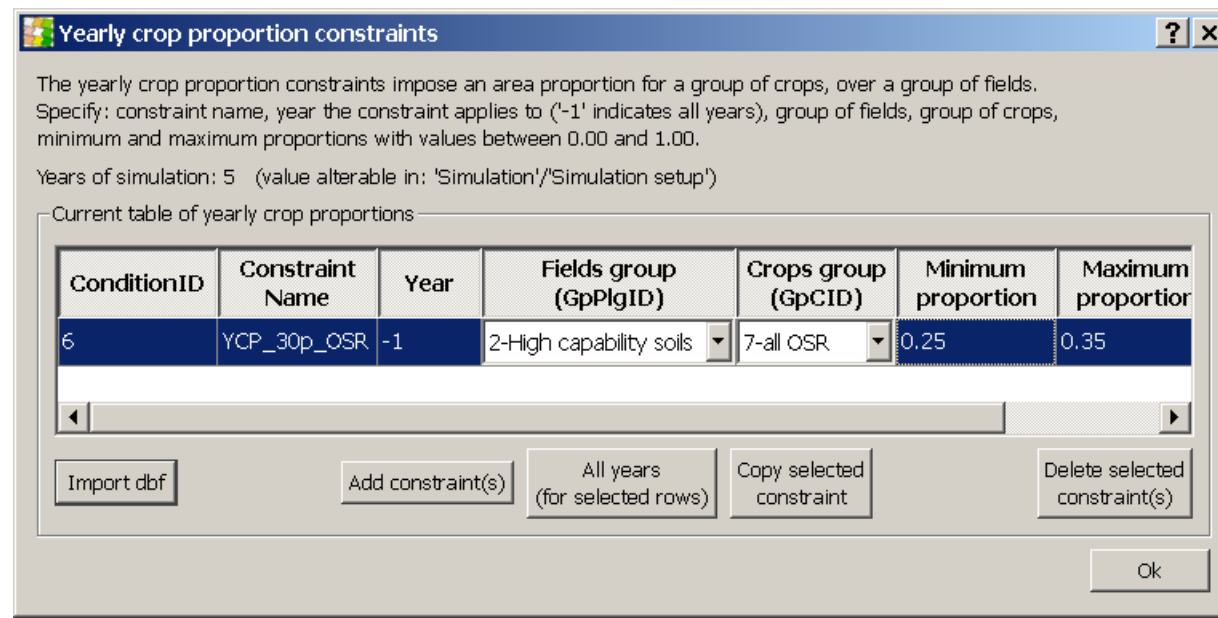 Yearly crop proportion constraints
The yearly crop proportion constraints impose an area proportion for a group of crops, over a group of fields.
Specify: constraint name, year the constraint applies to ('-1' indicates all years), group of fields, group of crops,
minimum and maximum proportions with values between 0.00 and 1.00.
Years of simulation: 5 (value alterable in: 'Simulation'/'Simulation setup')
Current table of yearly crop proportions
ConditionID Constraint Name Year Fields group (GpPlgID) Crops group (GpCID) Minimum proportion Maximum proportior
6 YCP_30p_OSR -1 2-High capability soils 7-all OSR 0.25 0.35
Import dbf Add constraint(s) All years (for selected rows) Copy selected constraint Delete selected constraint(s)
Ok